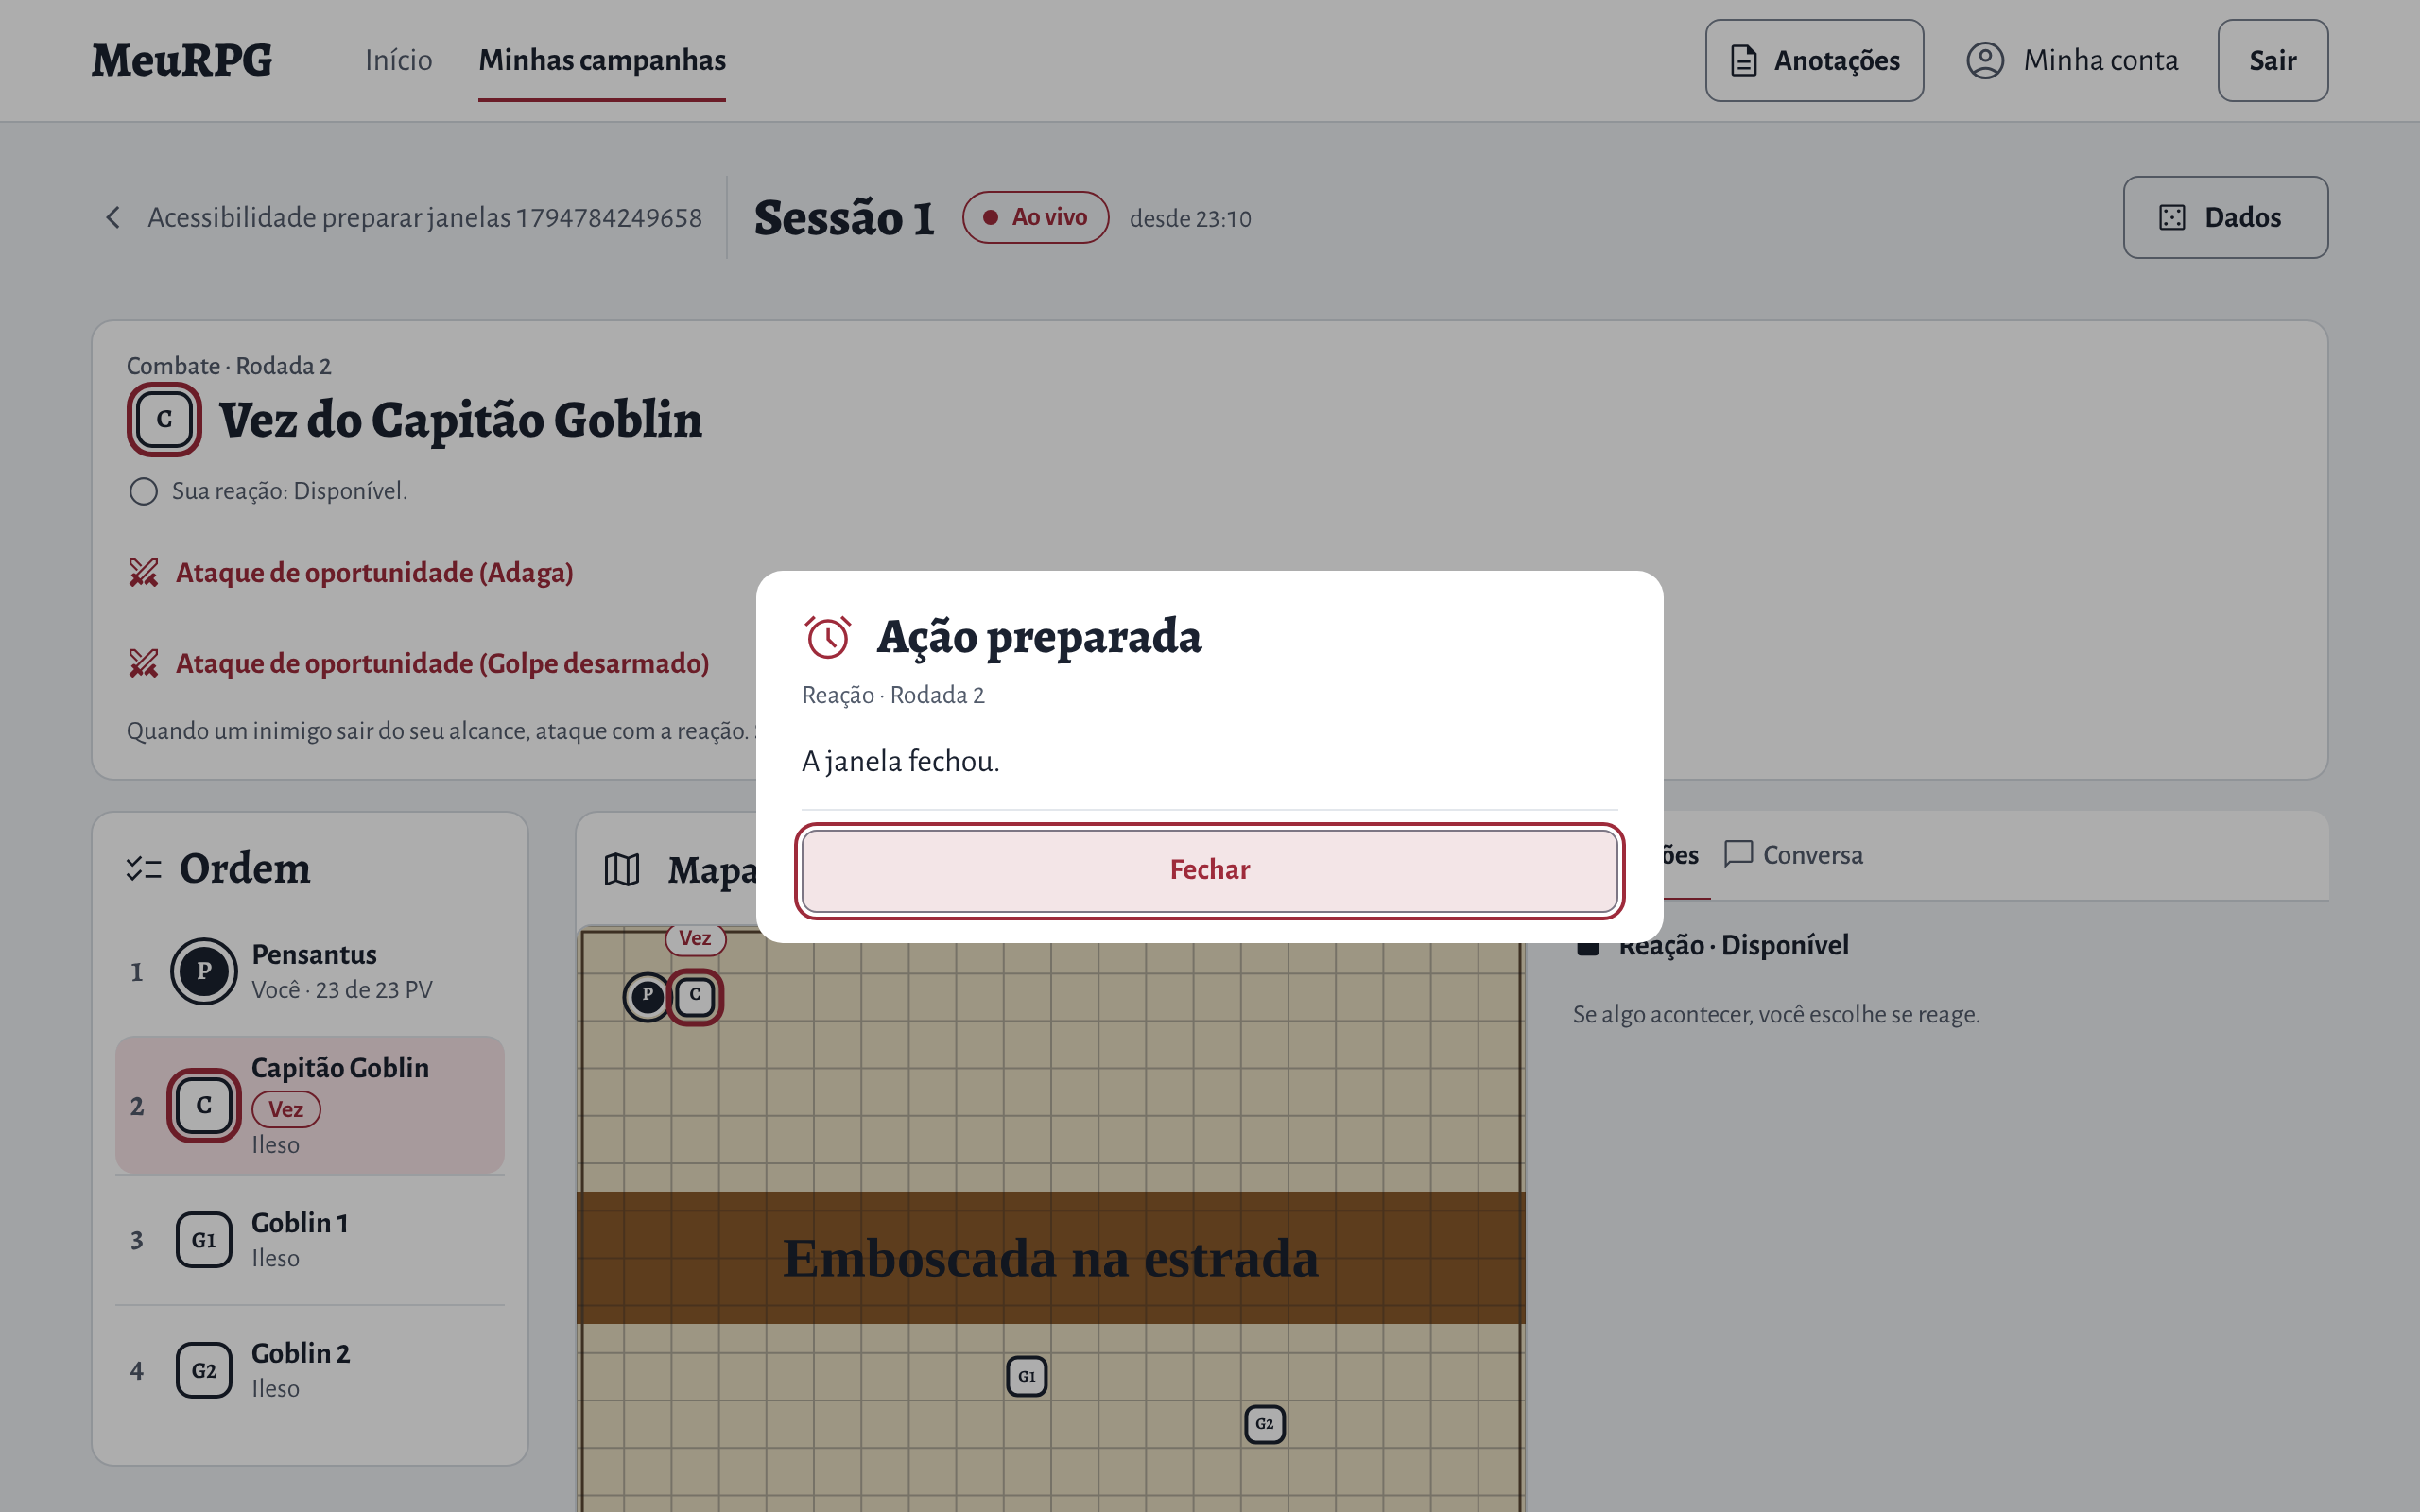 MeuRPG
Início
Minhas campanhas
Anotações
Minha conta
Sair
Acessibilidade preparar janelas 1794784249658
Sessão 1
Ao vivo
desde 23:10
Dados
Combate · Rodada 2
C
Vez do Capitão Goblin
Sua reação: Disponível.
Ataque de oportunidade (Adaga)
Ataque de oportunidade (Golpe desarmado)
Quando um inimigo sair do seu alcance, ataque com a reação.
Ação preparada
Reação · Rodada 2
A janela fechou.
Fechar
Ordem
1
P
Pensantus
Você · 23 de 23 PV
2
C
Capitão Goblin
Vez
Ileso
3
G1
Goblin 1
Ileso
4
G2
Goblin 2
Ileso
Mapa
Vez
P
C
Emboscada na estrada
G1
G2
Conversa
Reação · Disponível
Se algo acontecer, você escolhe se reage.